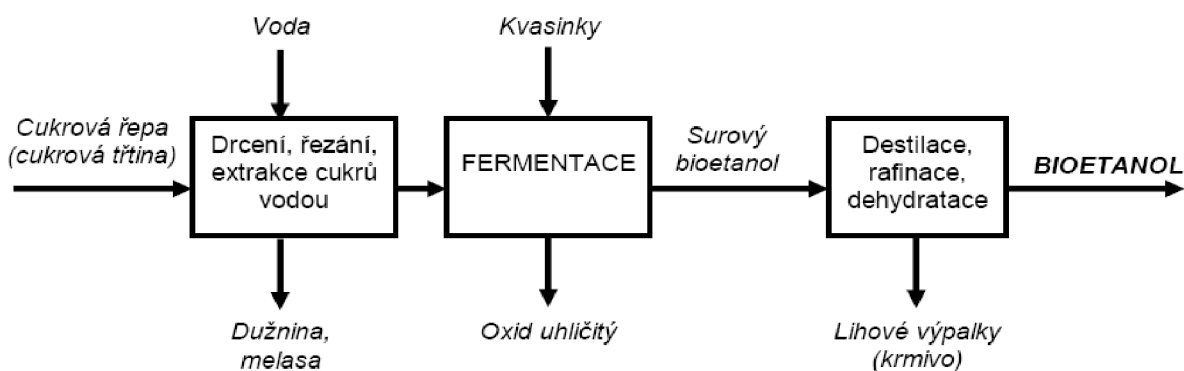 Voda
Kvasinky
Cukrová řepa
(cukrová třtina)
Drcení, řezání,
extrakce cukrů
vodou
FERMENTACE
Surový
bioetanol
Destilace,
rafinace,
dehydratace
BIOETANOL
Dužnina,
melasa
Oxid uhličitý
Lihové výpalky
(krmivo)